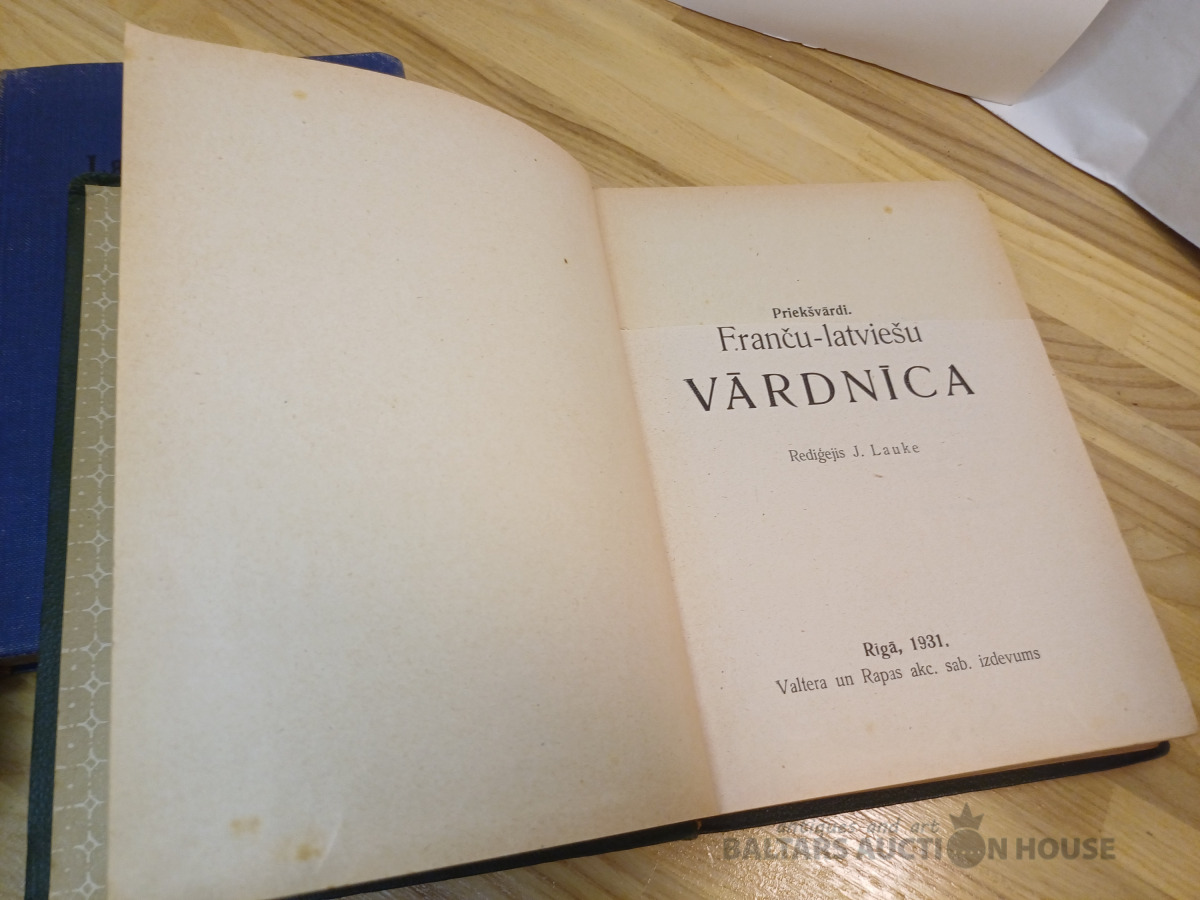 Priekšvārdi.
Franču-latviešu
VĀRDNĪCA
Rediģejis J. Lauke
Rīgā, 1931.
Valtera un Rapas akc. sab. izdevums
antiques and art
BALTARS AUCTION HOUSE